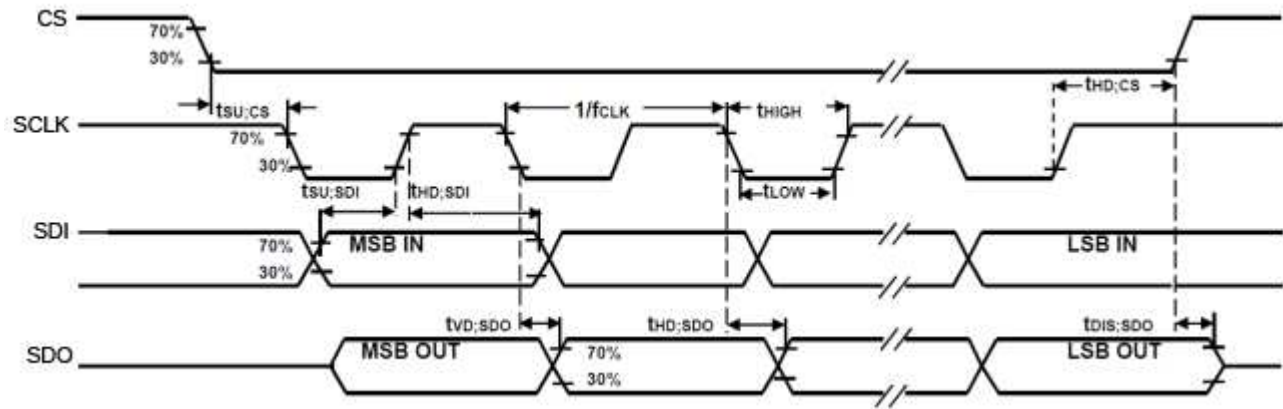 CS
70%
30%
tSU;CS
1/fCLK
tHIGH
tHD;CS
SCLK
70%
30%
tSU;SDI
tHD;SDI
tLOW
SDI
70%
30%
MSB IN
LSB IN
tVD;SDO
tHD;SDO
tDIS;SDO
SDO
MSB OUT
70%
30%
LSB OUT